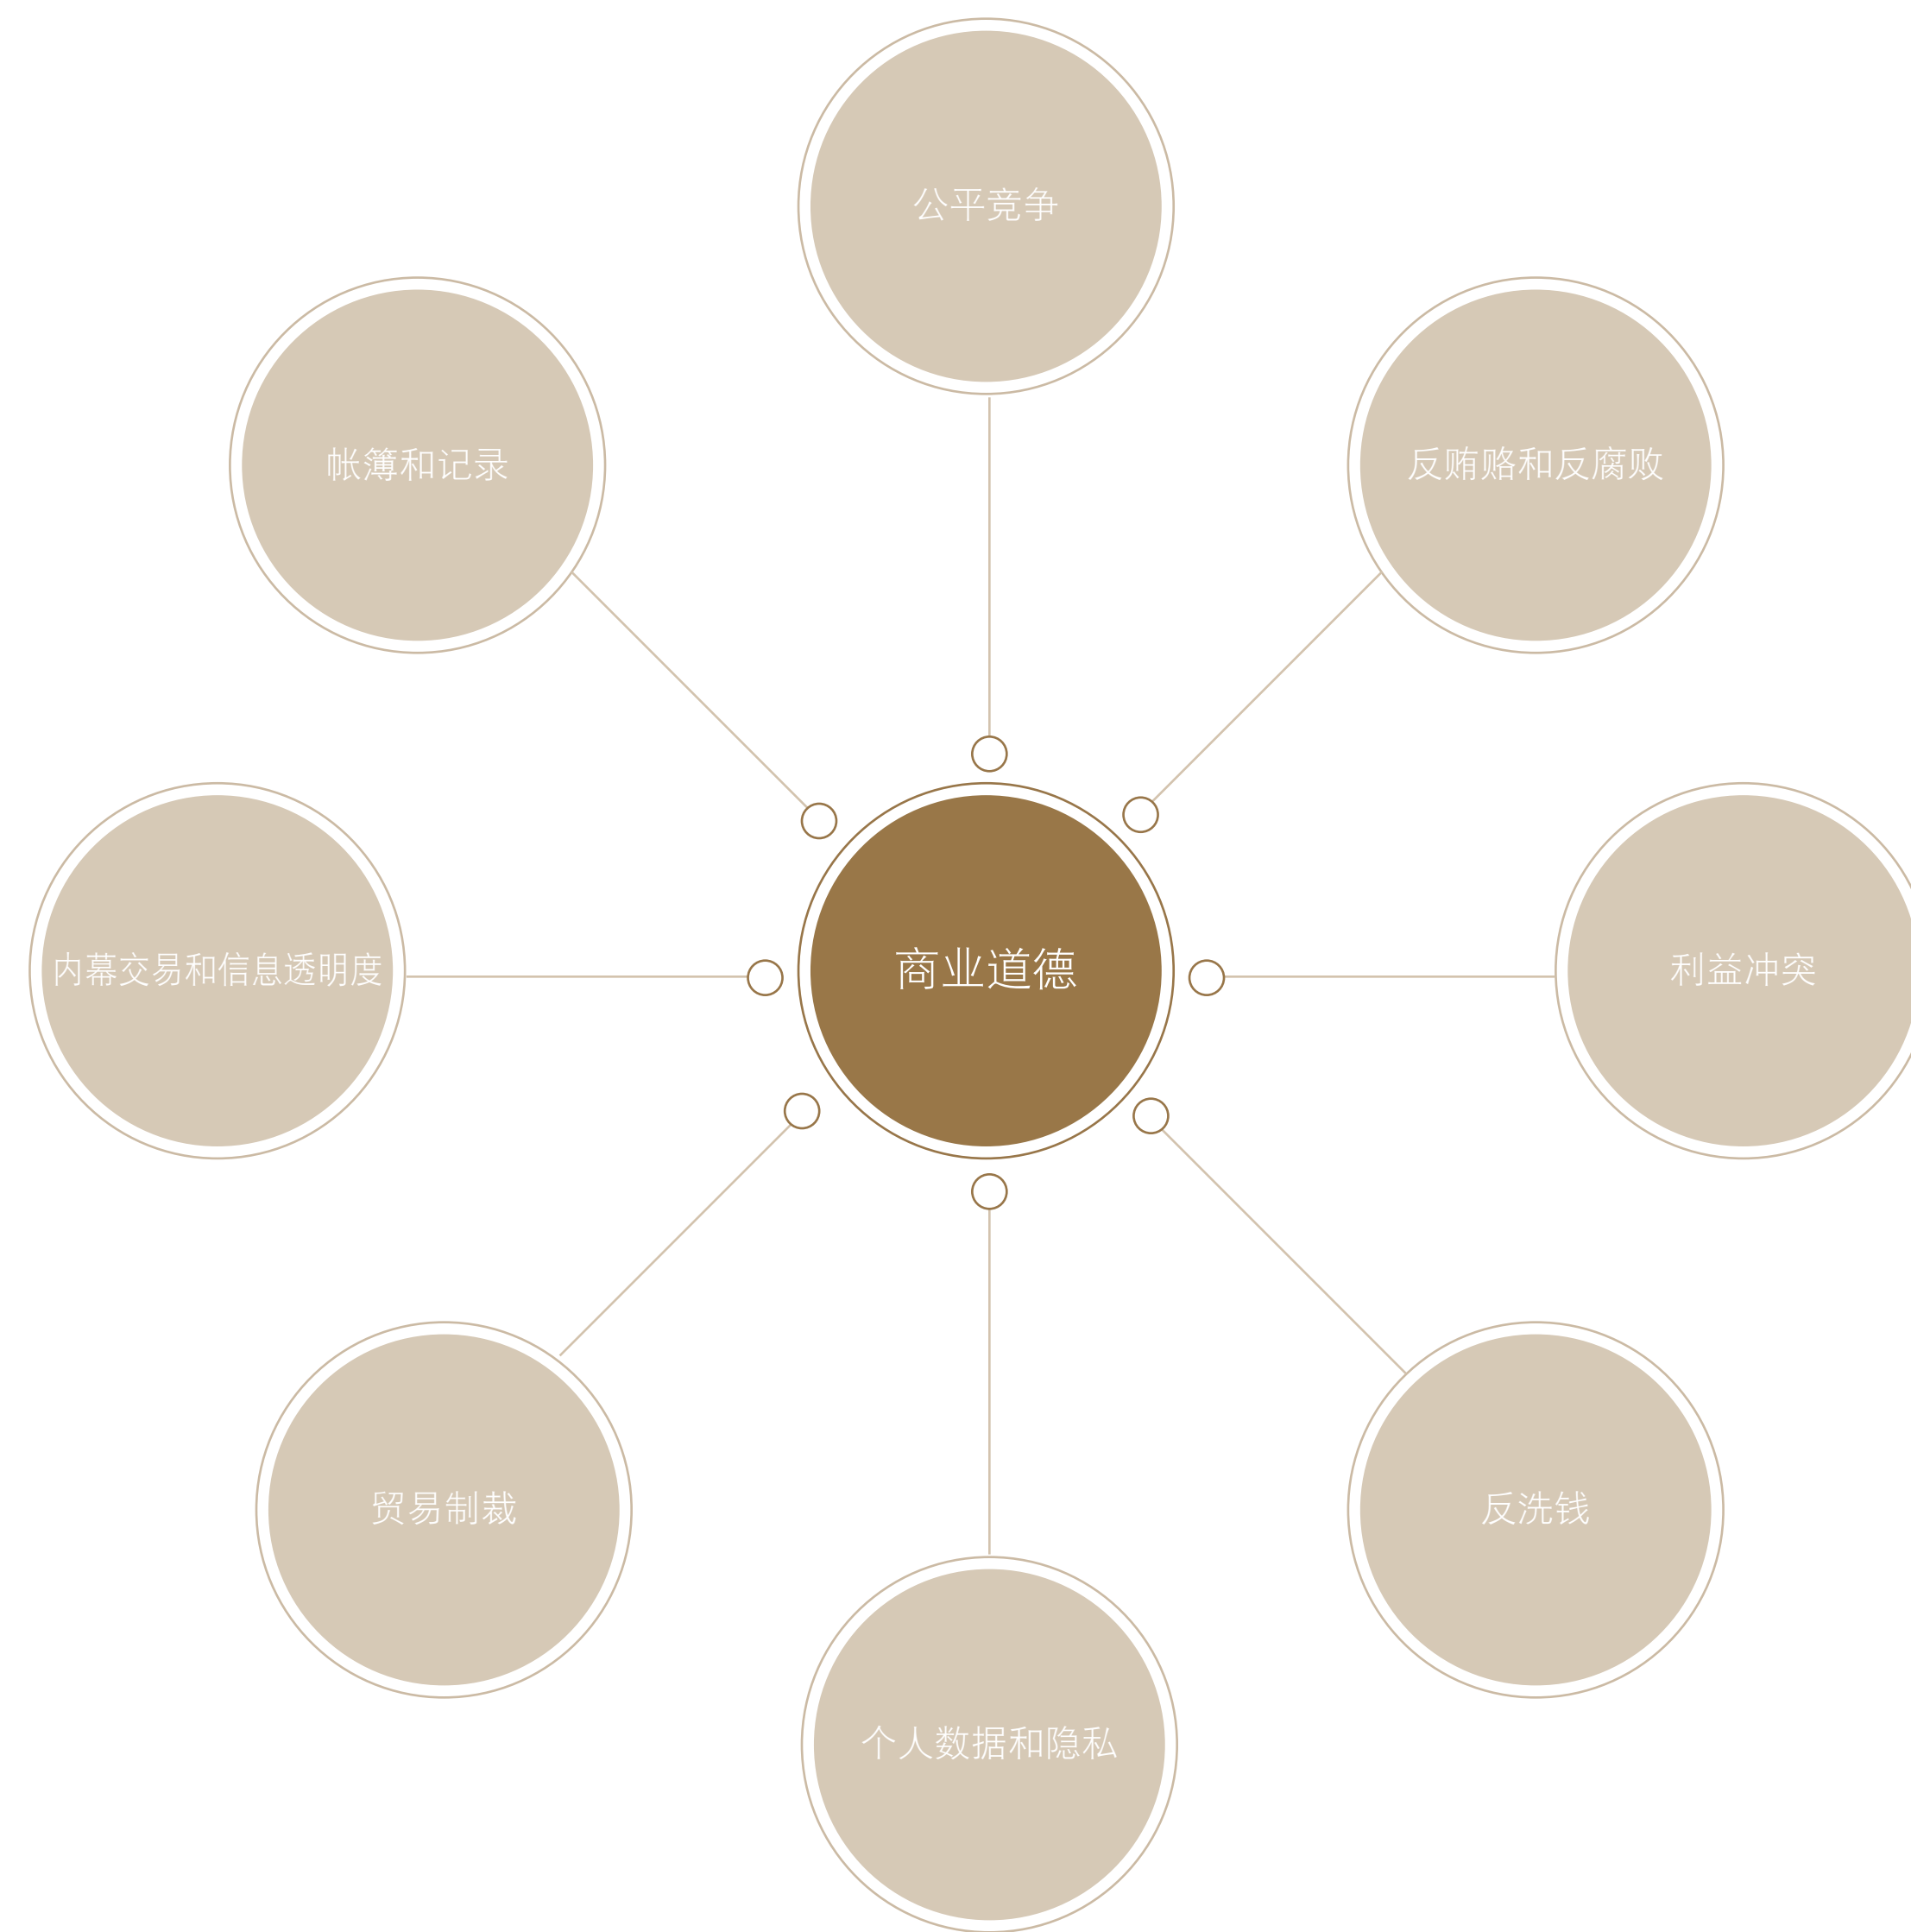 公平竞争
帐簿和记录
反贿赂和反腐败
内幕交易和信息透明度
商业道德
利益冲突
贸易制裁
反洗钱
个人数据和隐私